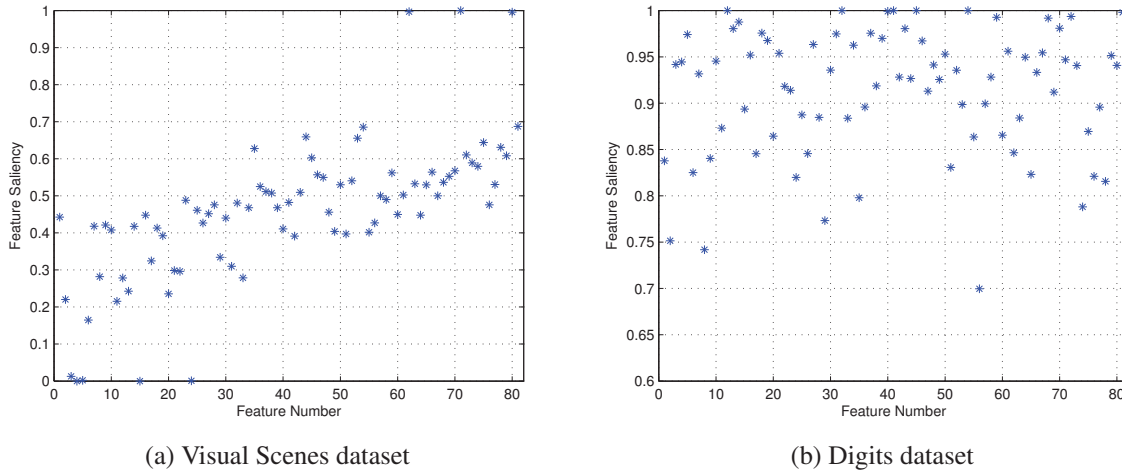 1
0.9
0.8
0.7
0.6
0.5
0.4
0.3
0.2
0.1
0
Feature Saliency
0 10 20 30 40 50 60 70 80
Feature Number
(a) Visual Scenes dataset
1
0.95
0.9
0.85
0.8
0.75
0.7
0.65
0.6
Feature Saliency
0 10 20 30 40 50 60 70 80
Feature Number
(b) Digits dataset